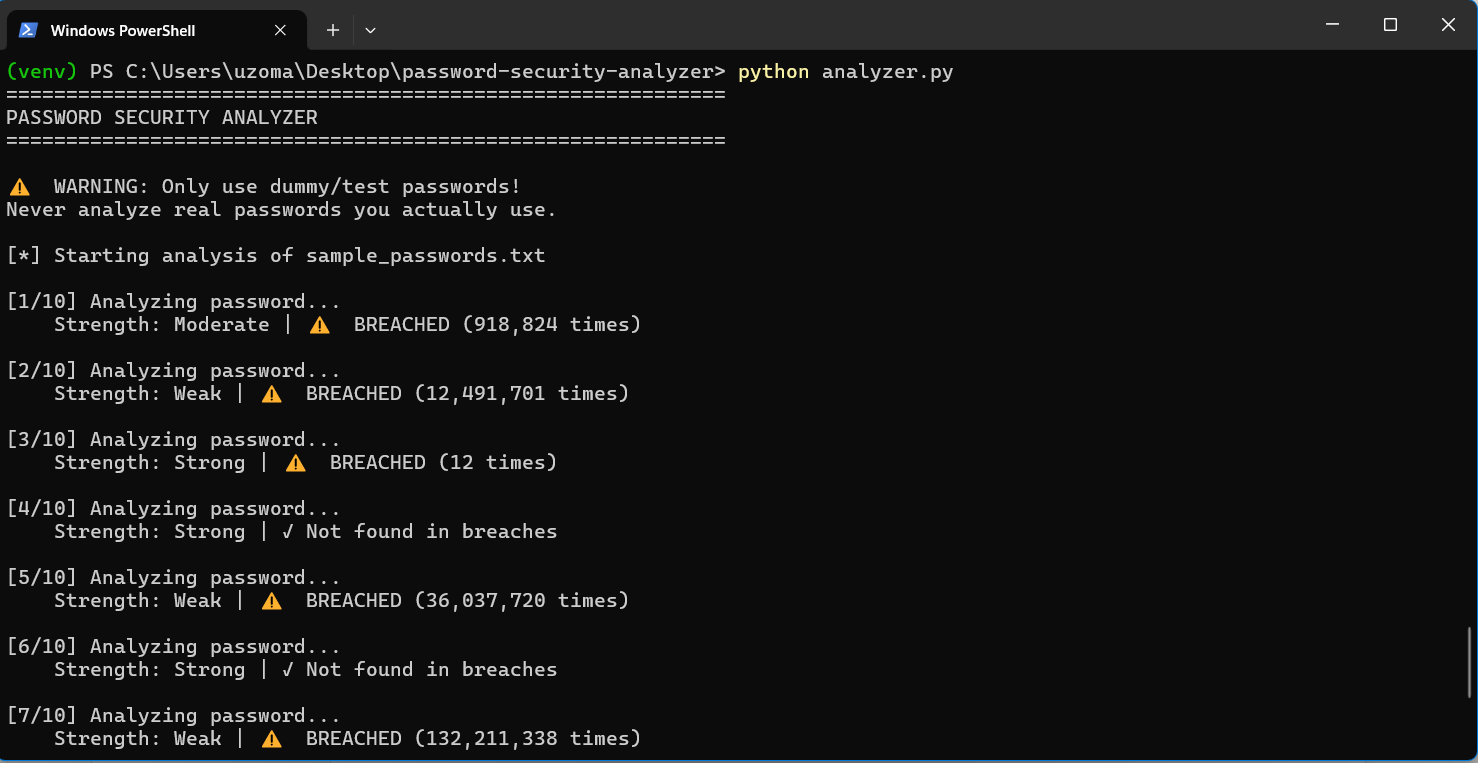 Windows PowerShell
(venv) PS C:\Users\uzoma\Desktop\password-security-analyzer> python analyzer.py
============================================================
PASSWORD SECURITY ANALYZER
============================================================
⚠️  WARNING: Only use dummy/test passwords!
Never analyze real passwords you actually use.
[*] Starting analysis of sample_passwords.txt
[1/10] Analyzing password...
    Strength: Moderate | ⚠️  BREACHED (918,824 times)
[2/10] Analyzing password...
    Strength: Weak | ⚠️  BREACHED (12,491,701 times)
[3/10] Analyzing password...
    Strength: Strong | ⚠️  BREACHED (12 times)
[4/10] Analyzing password...
    Strength: Strong | √ Not found in breaches
[5/10] Analyzing password...
    Strength: Weak | ⚠️  BREACHED (36,037,720 times)
[6/10] Analyzing password...
    Strength: Strong | √ Not found in breaches
[7/10] Analyzing password...
    Strength: Weak | ⚠️  BREACHED (132,211,338 times)